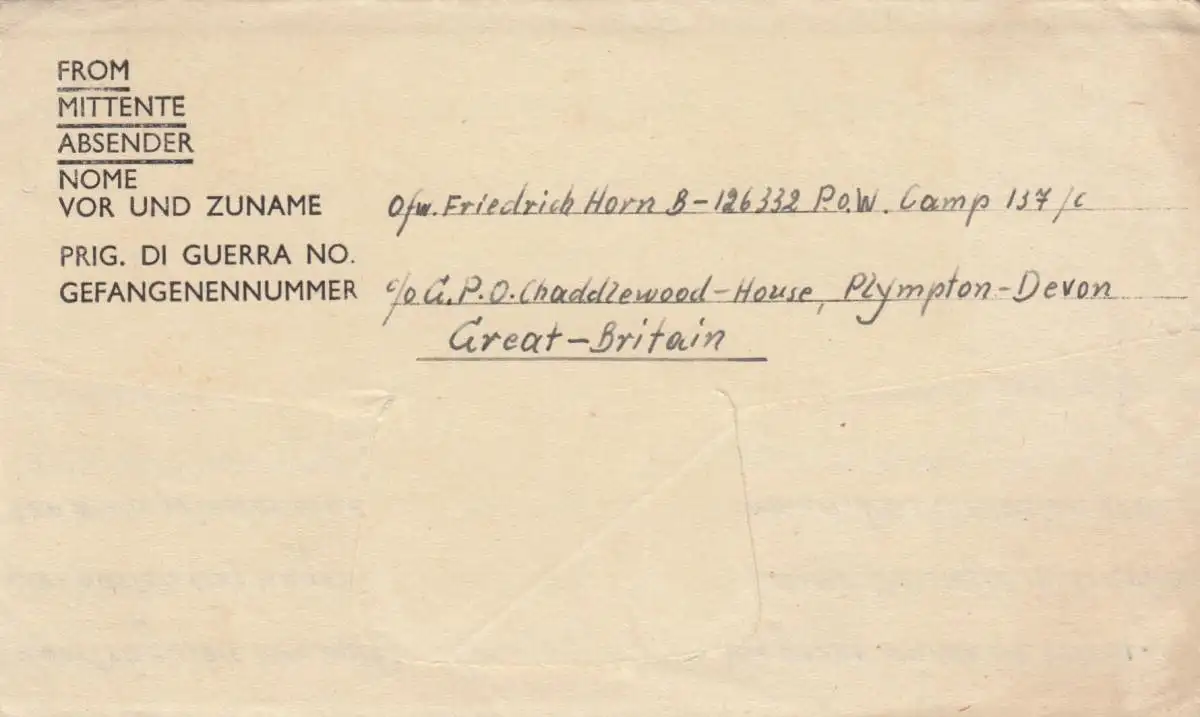 FROM
MITTENTE
ABSENDER
NOME
VOR UND ZUNAME Ofw. Friedrich Horn B-126332 P.o.W. Camp 137/c
PRIG. DI GUERRA NO.
GEFANGENENNUMMER c/o G.P.O. Chaddlewood-House, Plympton-Devon
Great-Britain